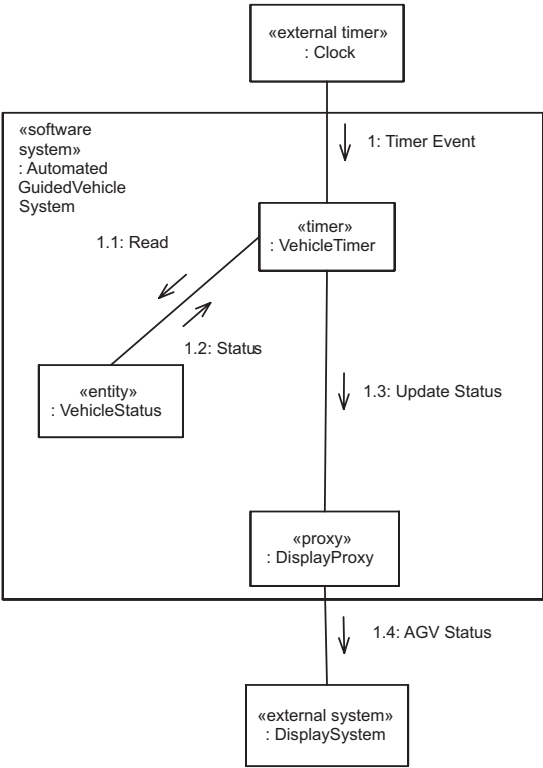 «external timer»
: Clock
«software
system»
: Automated
GuidedVehicle
System
1: Timer Event
«timer»
: VehicleTimer
1.1: Read
1.2: Status
«entity»
: VehicleStatus
1.3: Update Status
«proxy»
: DisplayProxy
1.4: AGV Status
«external system»
: DisplaySystem